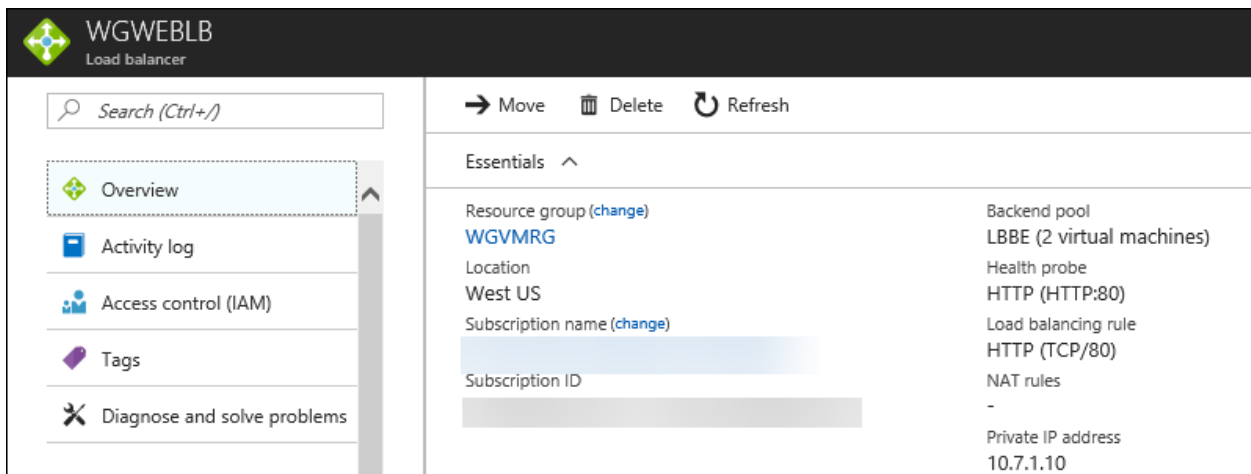 WGWEBLB
Load balancer
Search (Ctrl+/)
Overview
Activity log
Access control (IAM)
Tags
Diagnose and solve problems
Move Delete Refresh
Essentials
Resource group (change)
WGVMRG
Location
West US
Subscription name (change)
Subscription ID
Backend pool
LBBE (2 virtual machines)
Health probe
HTTP (HTTP:80)
Load balancing rule
HTTP (TCP/80)
NAT rules
-
Private IP address
10.7.1.10